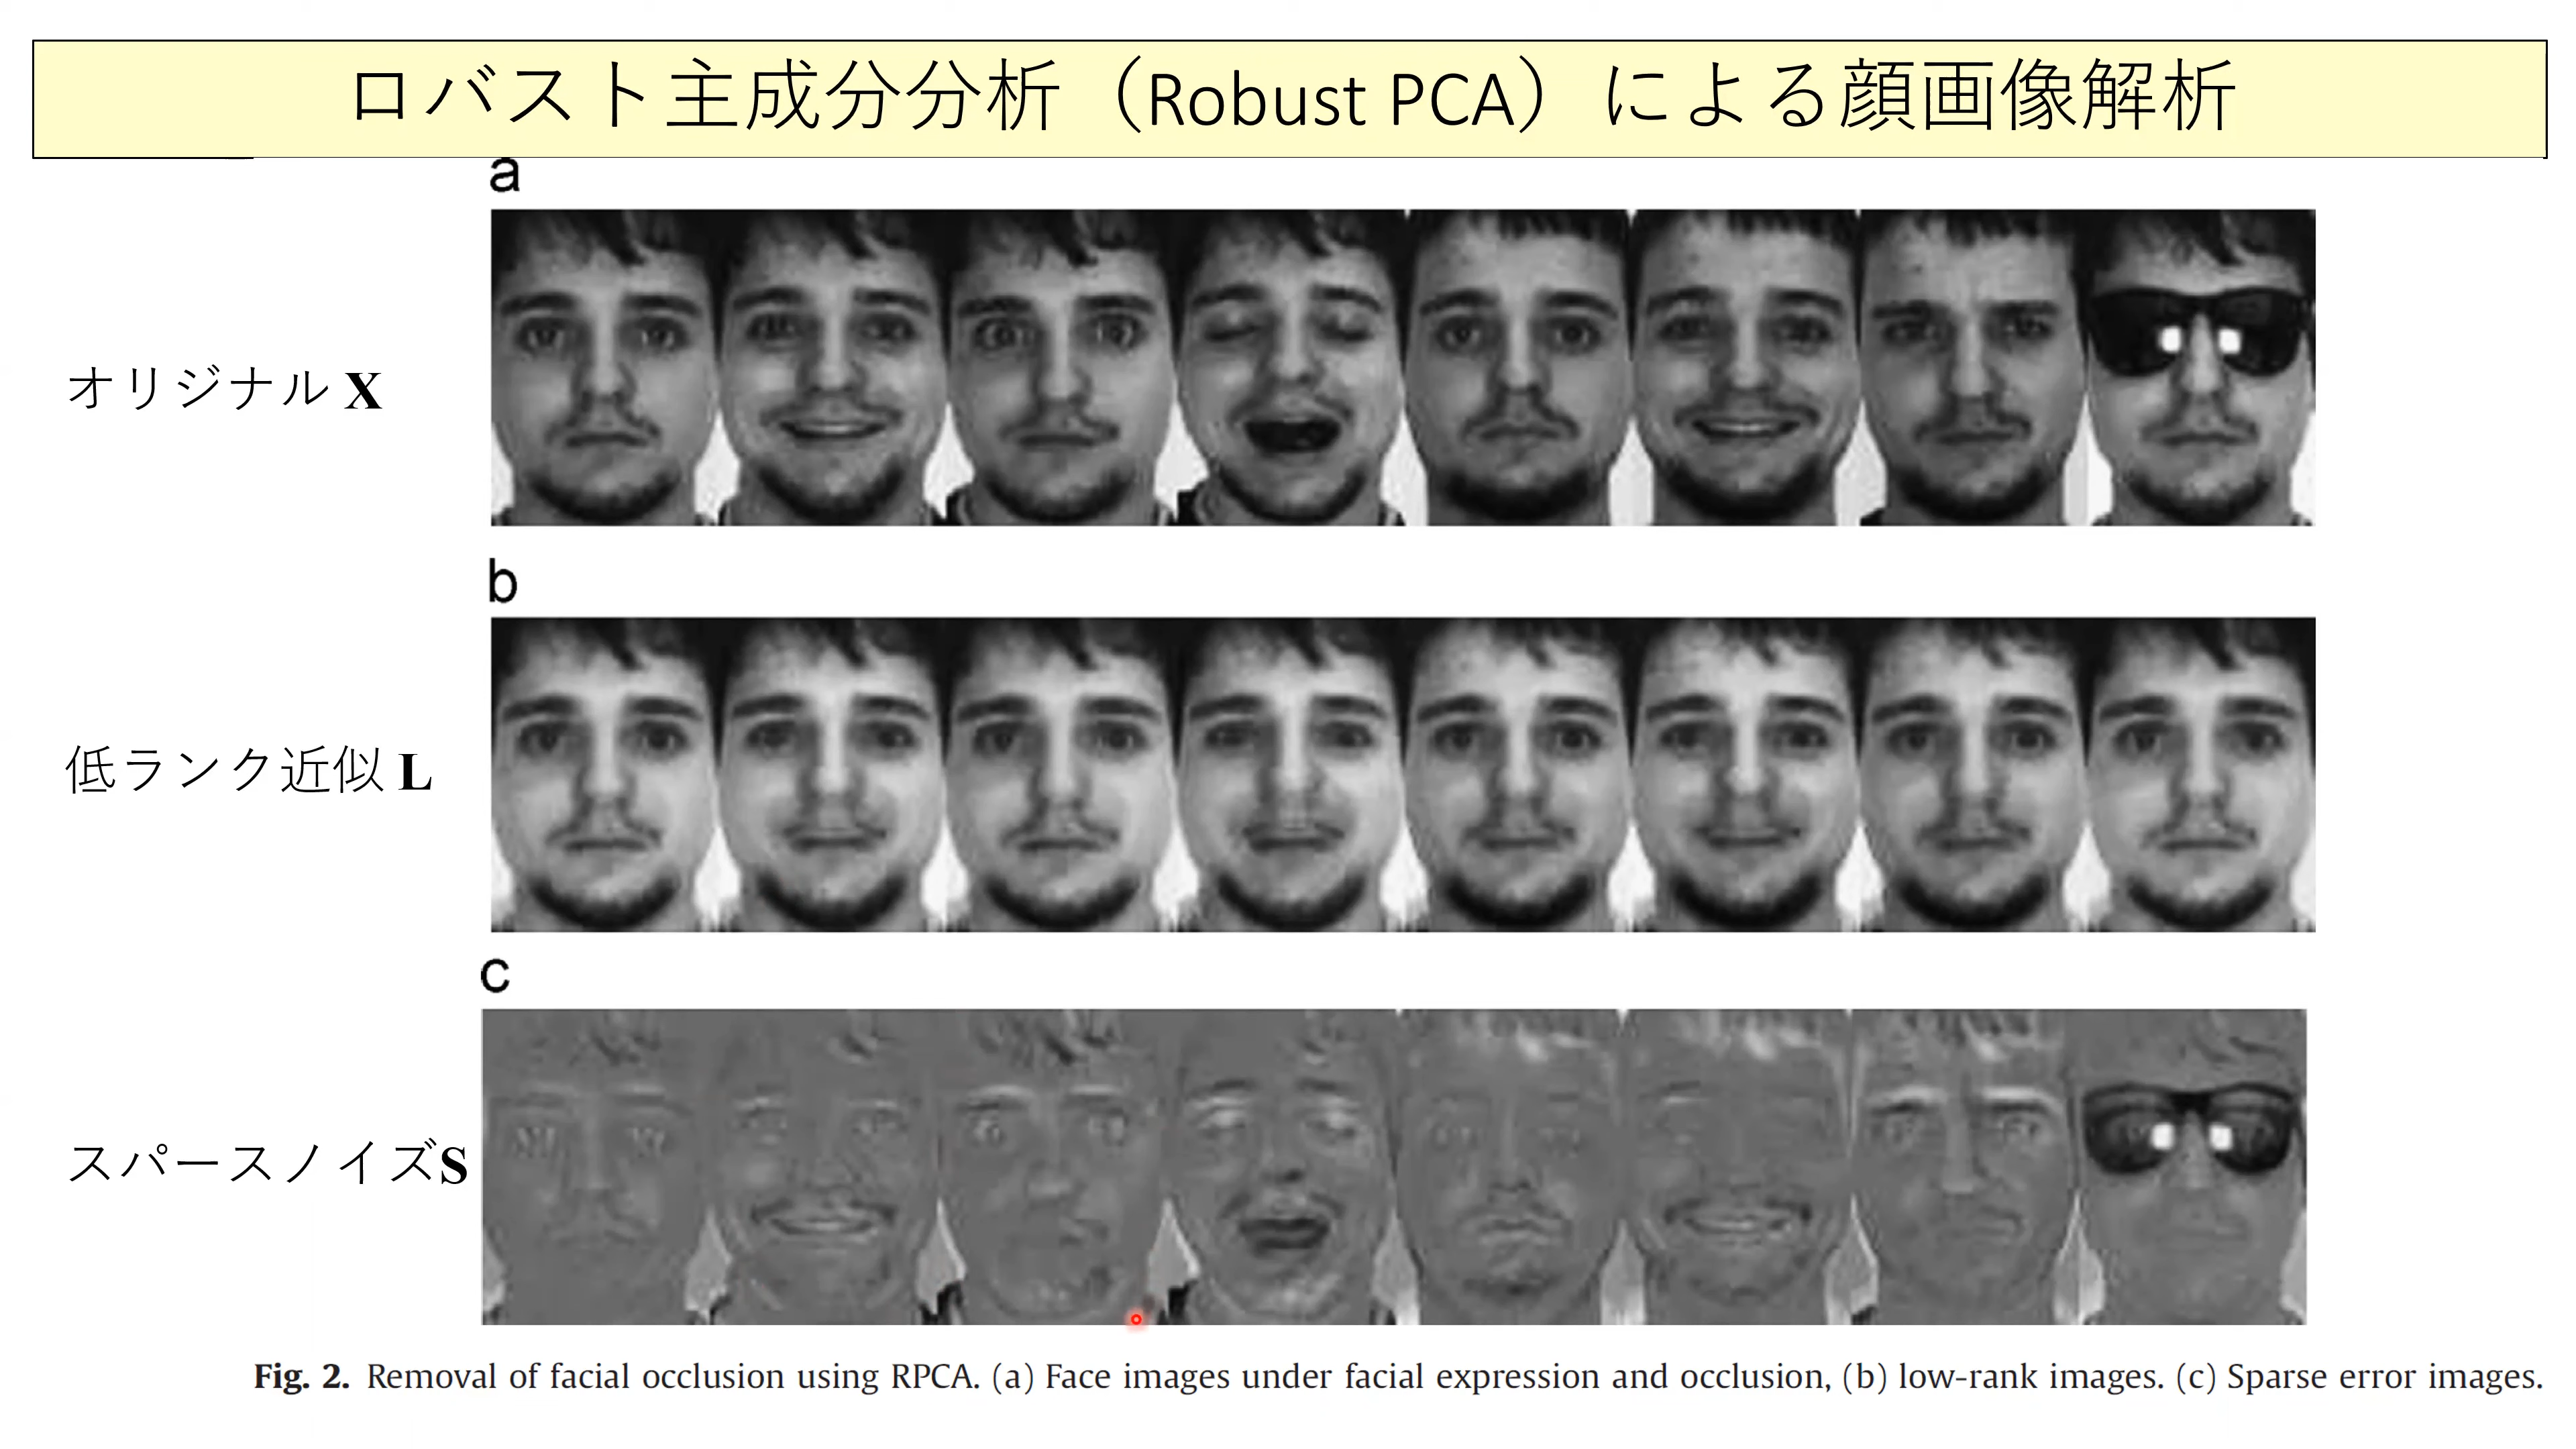 ロバスト主成分分析（Robust PCA）による顔画像解析
a
オリジナル X
b
低ランク近似 L
c
スパースノイズS
Fig. 2. Removal of facial occlusion using RPCA. (a) Face images under facial expression and occlusion, (b) low-rank images. (c) Sparse error images.